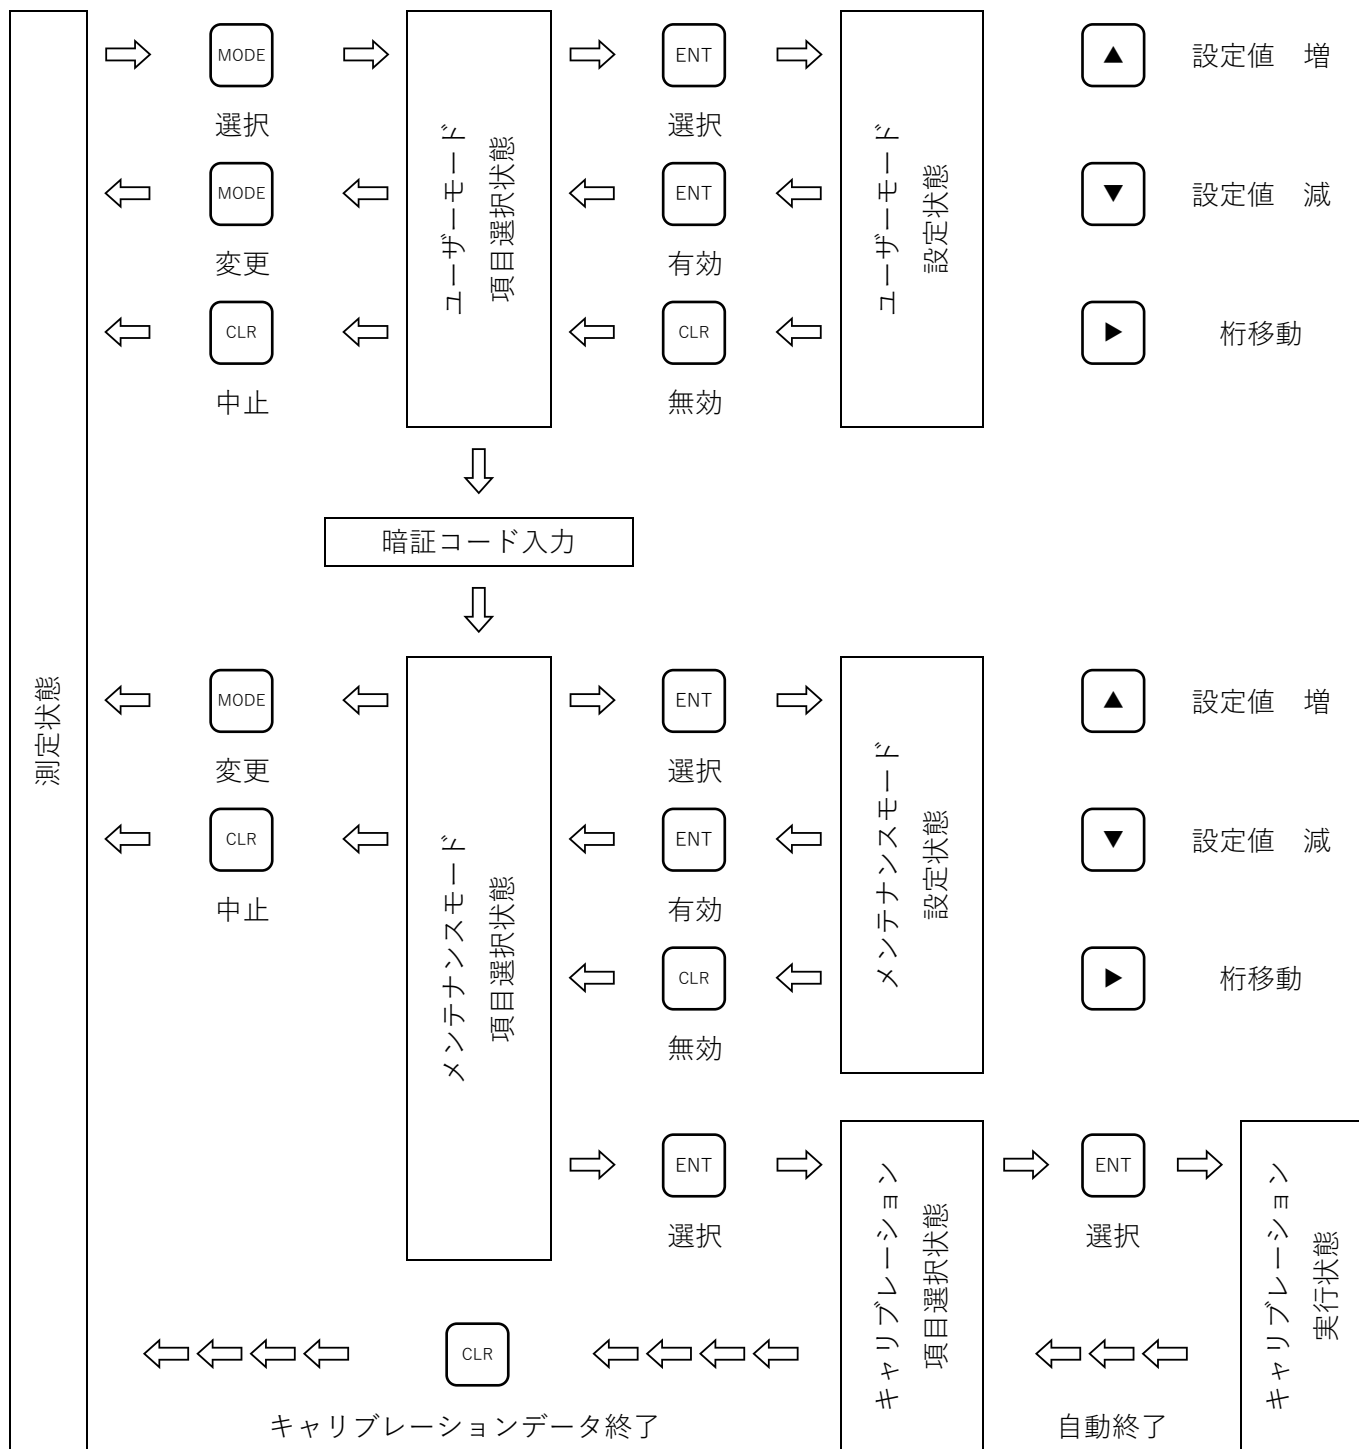 MODE
ENT
▲
設定値　増
選択
選択
MODE
ENT
▼
設定値　減
変更
有効
CLR
CLR
▶
桁移動
中止
無効
ユーザーモード
項目選択状態
ユーザーモード
設定状態
暗証コード入力
測定状態
MODE
ENT
▲
設定値　増
変更
選択
CLR
ENT
▼
設定値　減
中止
有効
CLR
▶
桁移動
無効
メンテナンスモード
項目選択状態
メンテナンスモード
設定状態
ENT
ENT
選択
選択
キャリブレーション
項目選択状態
キャリブレーション
実行状態
CLR
キャリブレーションデータ終了
自動終了